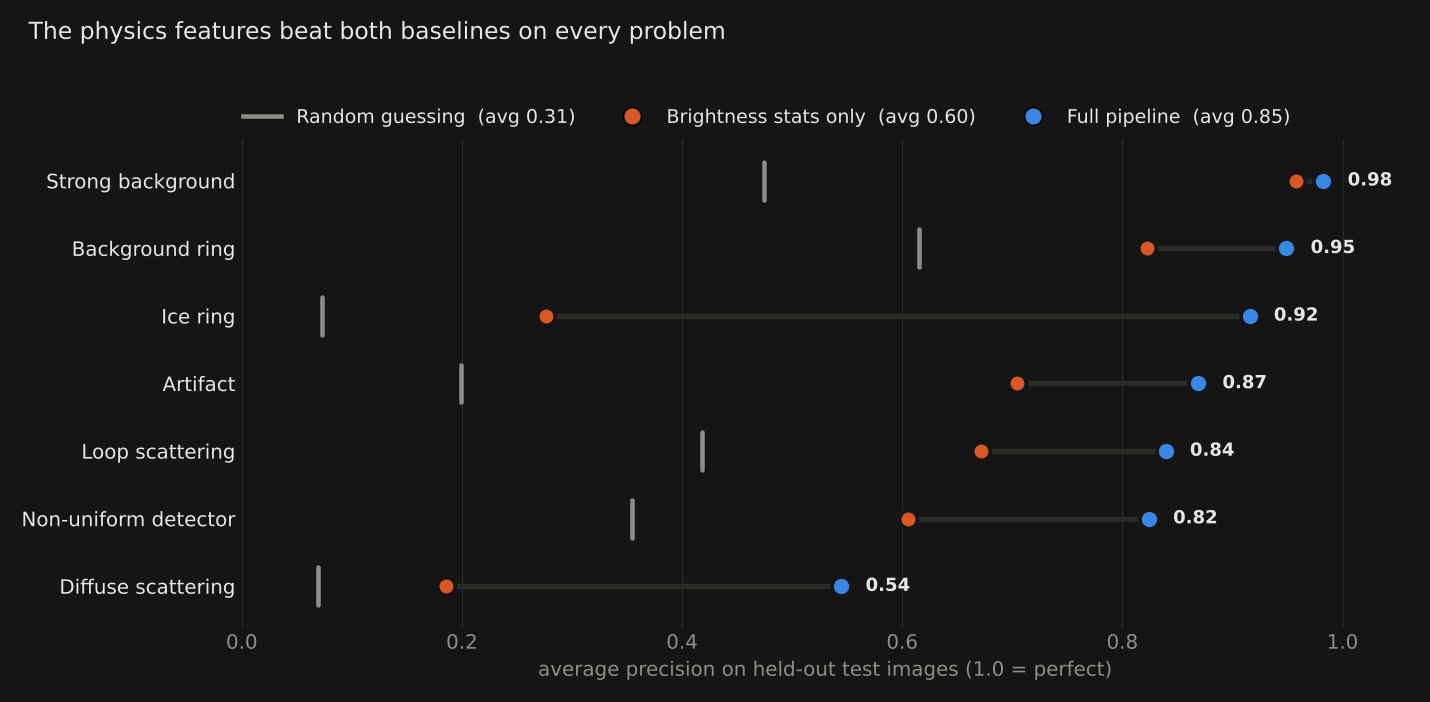 The physics features beat both baselines on every problem
Random guessing (avg 0.31) Brightness stats only (avg 0.60) Full pipeline (avg 0.85)
Strong background 0.98
Background ring 0.95
Ice ring 0.92
Artifact 0.87
Loop scattering 0.84
Non-uniform detector 0.82
Diffuse scattering 0.54
0.0 0.2 0.4 0.6 0.8 1.0
average precision on held-out test images (1.0 = perfect)